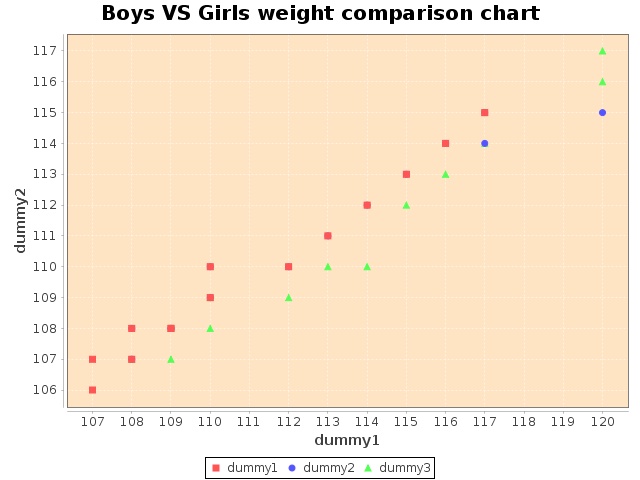 Boys VS Girls weight comparison chart
117
116
115
114
113
112
111
110
109
108
107
106
dummy2
107 108 109 110 111 112 113 114 115 116 117 118 119 120
dummy1
dummy1 dummy2 dummy3